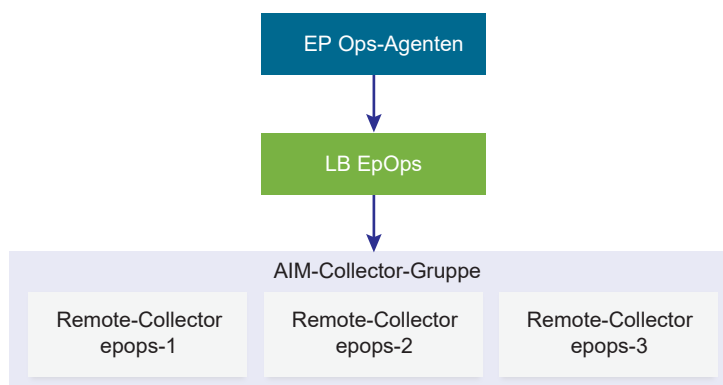 EP Ops-Agenten
LB EpOps
AIM-Collector-Gruppe
Remote-Collector
epops-1
Remote-Collector
epops-2
Remote-Collector
epops-3